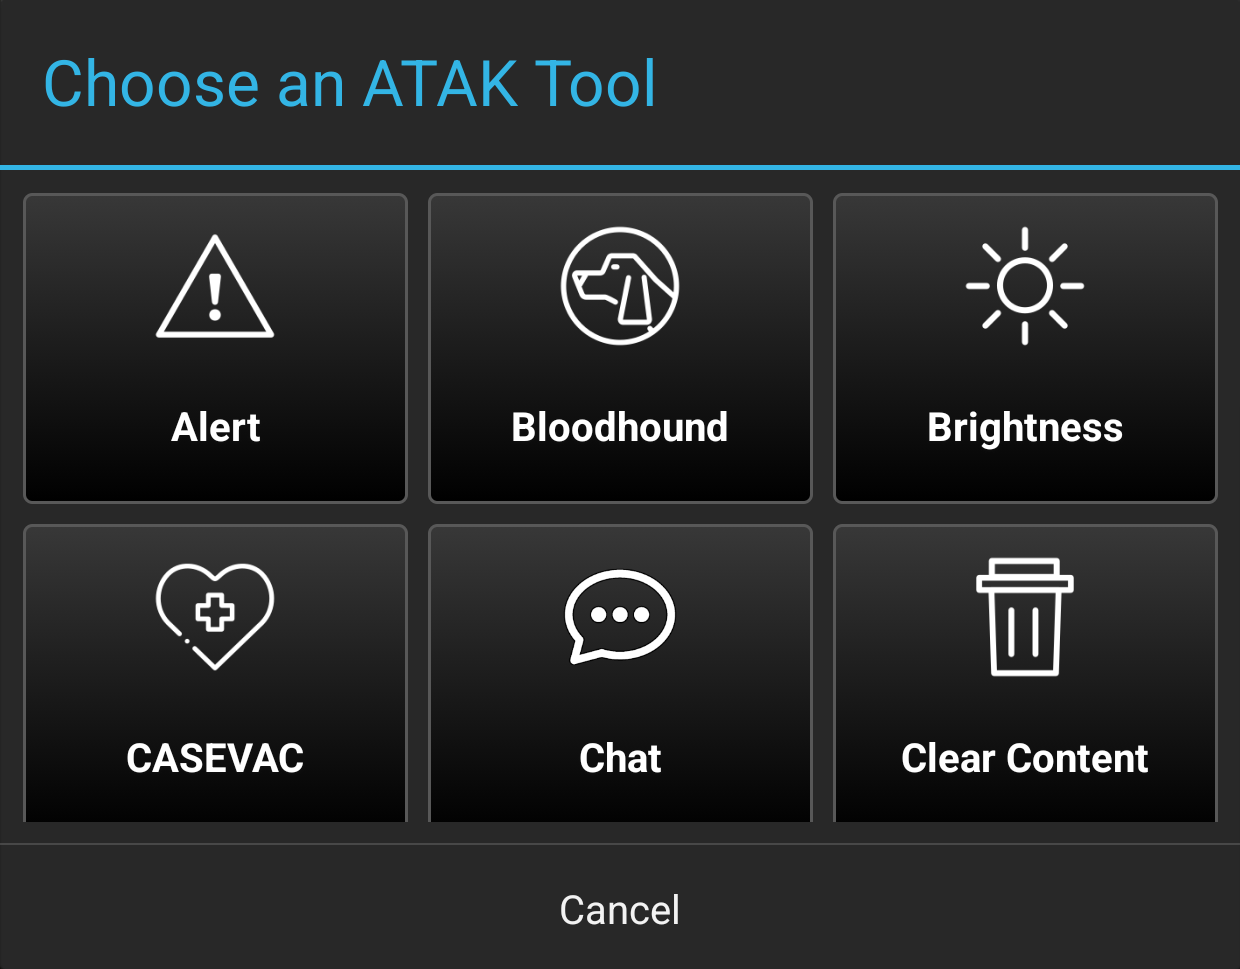 Choose an ATAK Tool
Alert
Bloodhound
Brightness
CASEVAC
Chat
Clear Content
Cancel